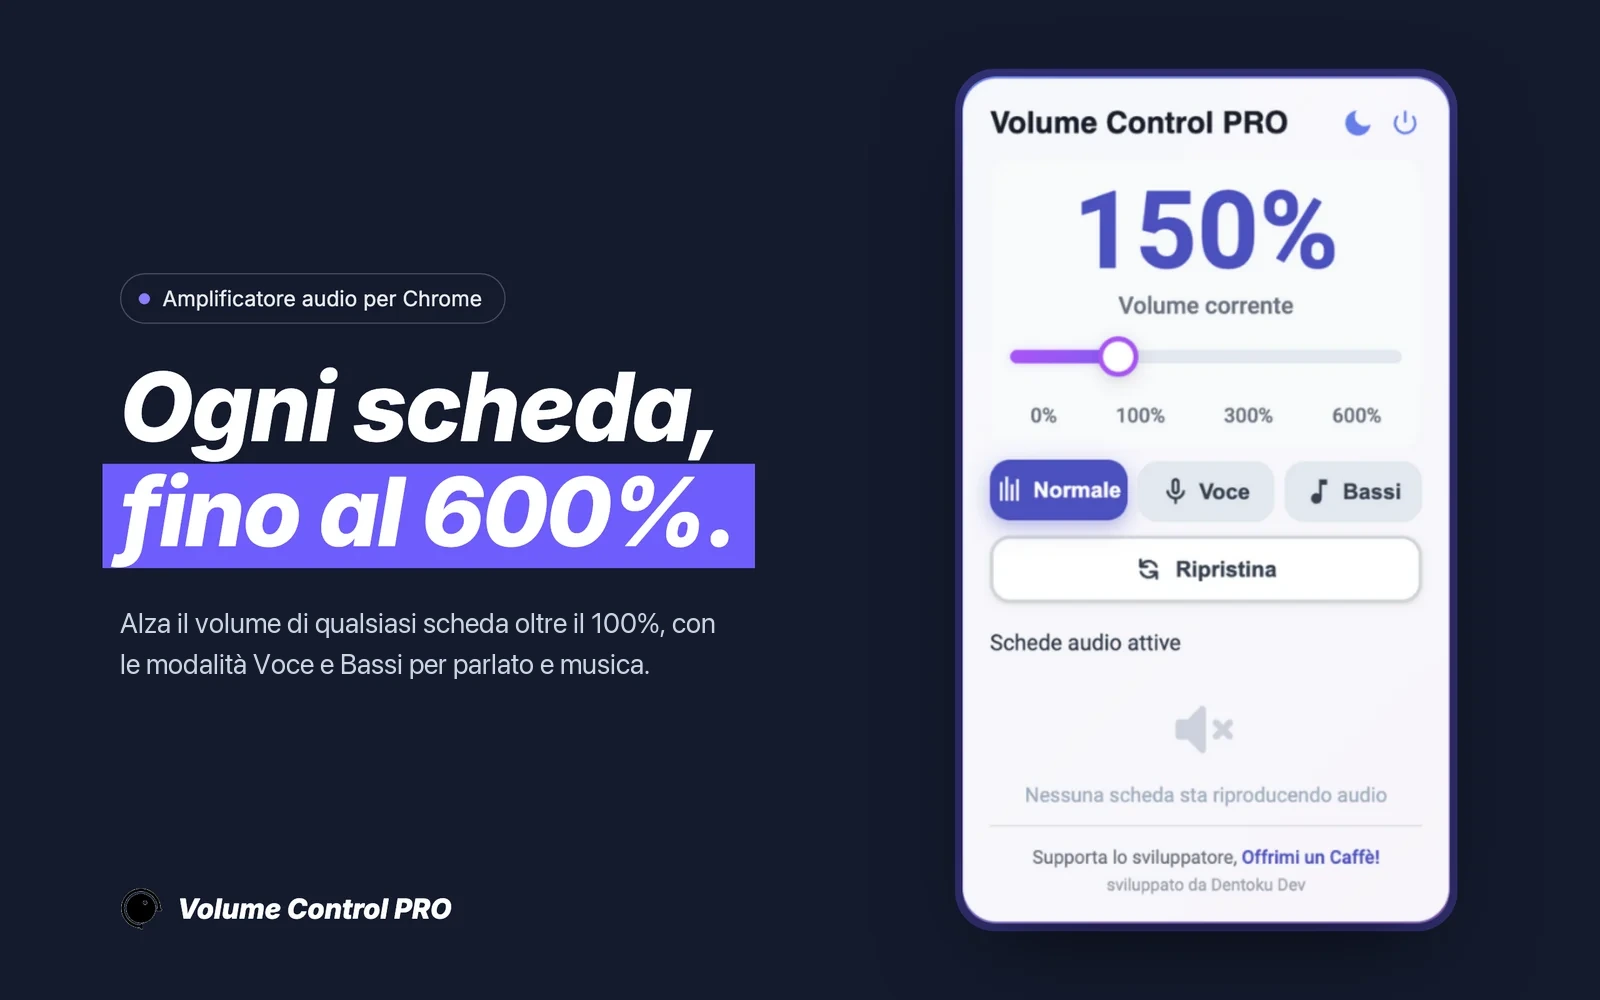 Amplificatore audio per Chrome
Ogni scheda,
fino al 600%.
Alza il volume di qualsiasi scheda oltre il 100%, con
le modalità Voce e Bassi per parlato e musica.
Volume Control PRO
Volume Control PRO
150%
Volume corrente
0% 100% 300% 600%
Normale Voce Bassi
Ripristina
Schede audio attive
Nessuna scheda sta riproducendo audio
Supporta lo sviluppatore, Offrimi un Caffè!
sviluppato da Dentoku Dev